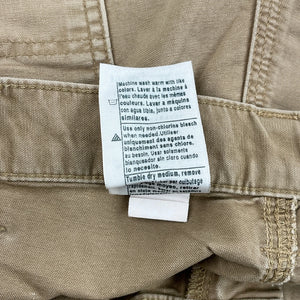 Machine wash warm with like
colors. Laver à la machine à
l'eau chaude avec les mêmes
couleurs. Lavar a máquina
con agua tibia, junto a colores
similares.
Use only non-chlorine bleach
when needed. Utiliser
uniquement des agents de
blanchiment sans chlore,
au besoin. Usar solamente
blanqueador sin cloro cuando
lo necesite.
Tumble dry medium, remove